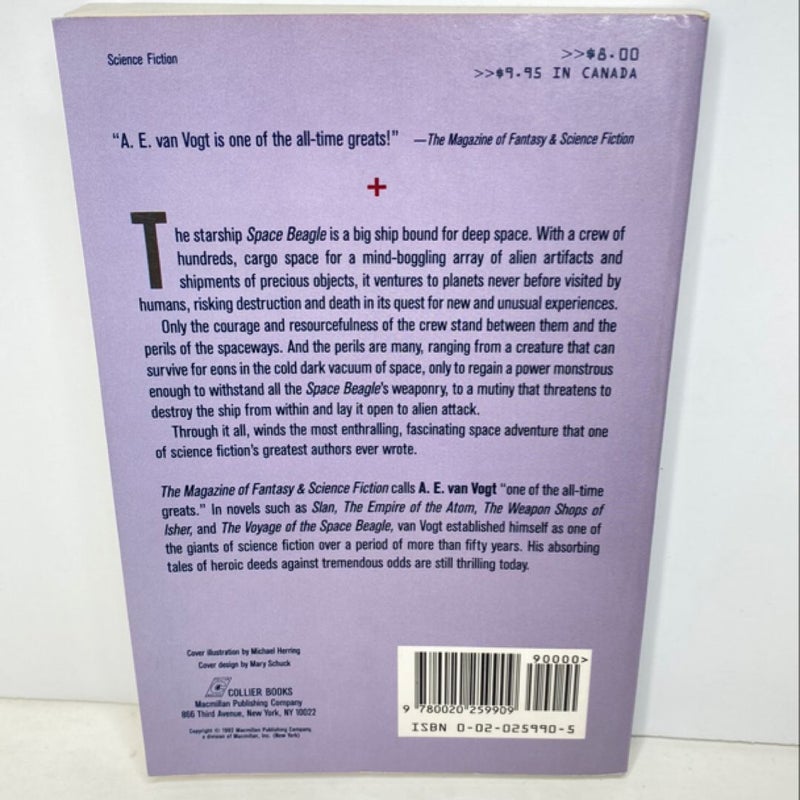 Science Fiction
>>$8.00
>>$9.95 IN CANADA
“A. E. van Vogt is one of the all-time greats!” —The Magazine of Fantasy & Science Fiction
The starship Space Beagle is a big ship bound for deep space. With a crew of
hundreds, cargo space for a mind-boggling array of alien artifacts and
shipments of precious objects, it ventures to planets never before visited by
humans, risking destruction and death in its quest for new and unusual experiences.
Only the courage and resourcefulness of the crew stand between them and the
perils of the spaceways. And the perils are many, ranging from a creature that can
survive for eons in the cold dark vacuum of space, only to regain a power monstrous
enough to withstand all the Space Beagle’s weaponry, to a mutiny that threatens to
destroy the ship from within and lay it open to alien attack.
Through it all, winds the most enthralling, fascinating space adventure that one
of science fiction’s greatest authors ever wrote.
The Magazine of Fantasy & Science Fiction calls A. E. van Vogt “one of the all-time
greats.” In novels such as Slan, The Empire of the Atom, The Weapon Shops of
Isher, and The Voyage of the Space Beagle, van Vogt established himself as one of
the giants of science fiction over a period of more than fifty years. His absorbing
tales of heroic deeds against tremendous odds are still thrilling today.
Cover illustration by Michael Herring
Cover design by Mary Schuck
COLLIER BOOKS
Macmillan Publishing Company
866 Third Avenue, New York, NY 10022
Copyright © 1992 Macmillan Publishing Company,
a division of Macmillan, Inc. (New York)
90000>
9 780020 259909
ISBN 0-02-025990-5